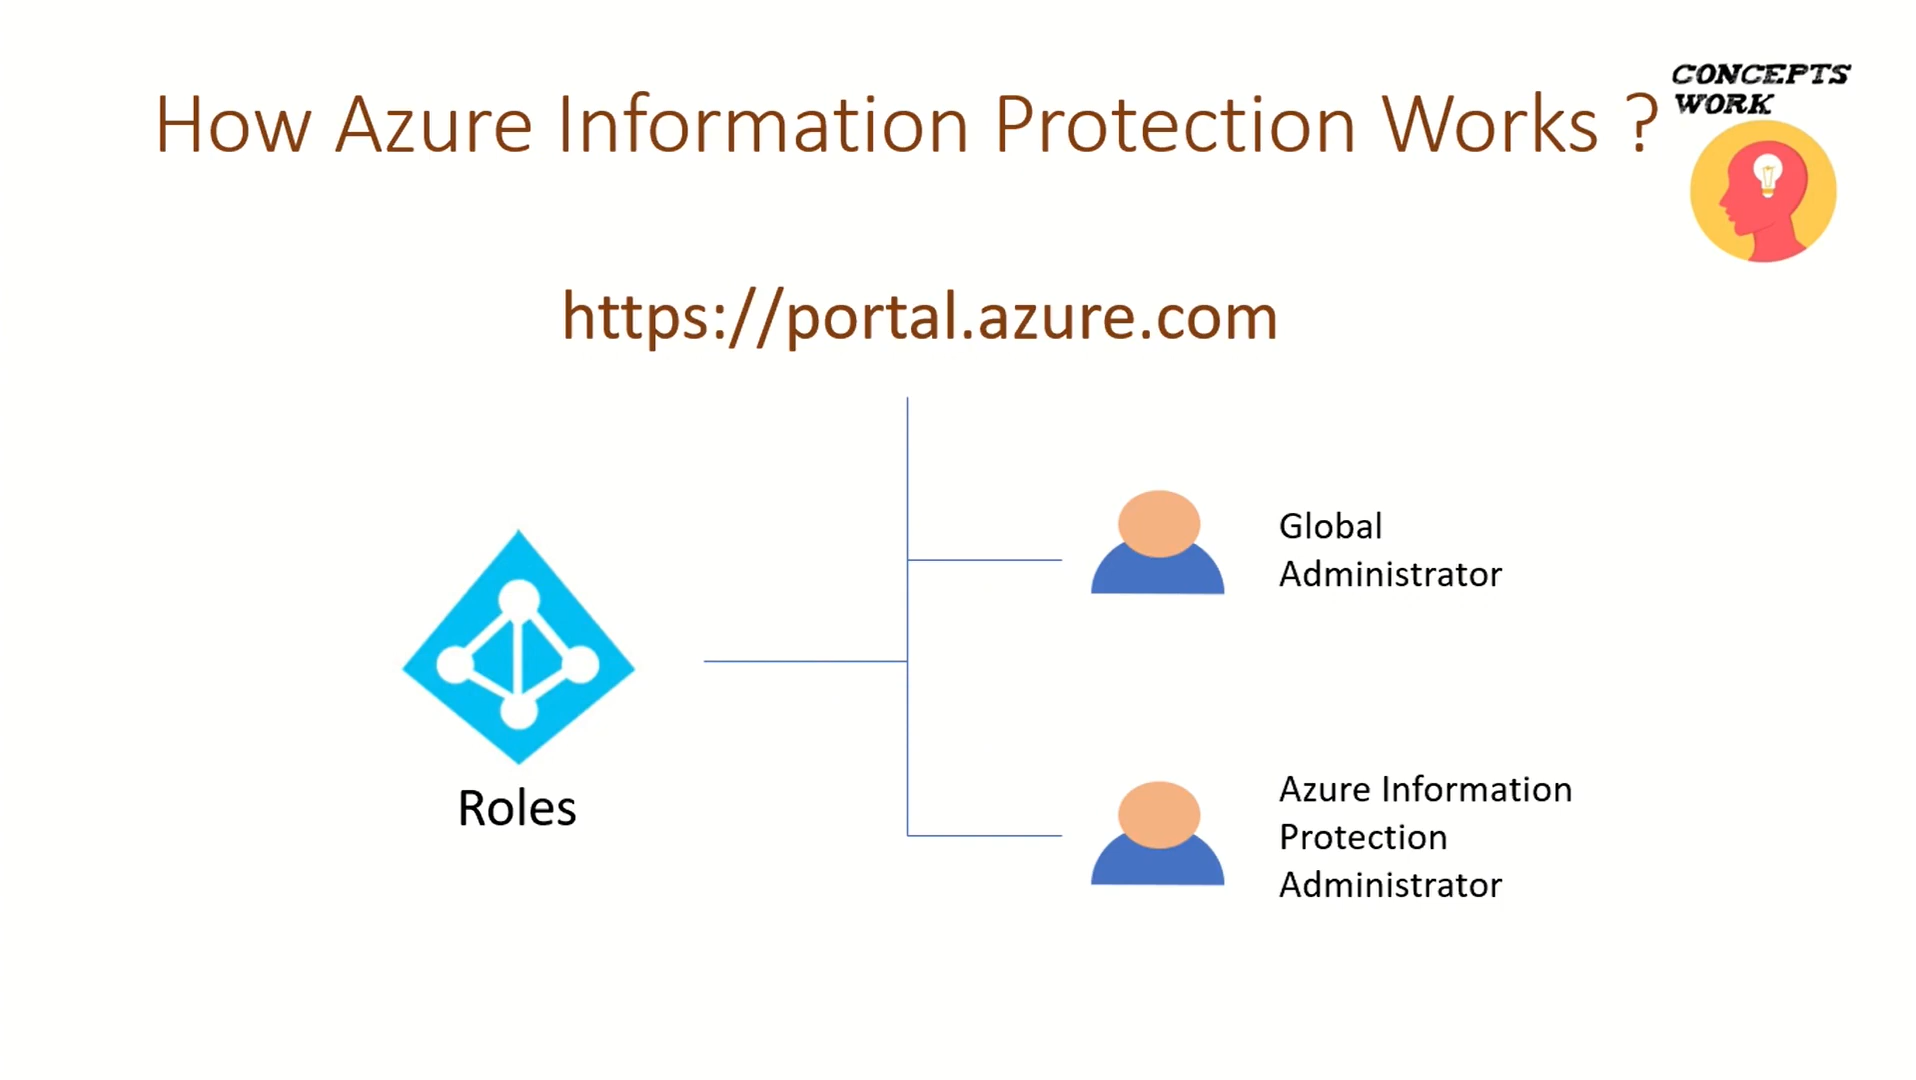 How Azure Information Protection Works ?
CONCEPTS
WORK
https://portal.azure.com
Global
Administrator
Roles
Azure Information
Protection
Administrator